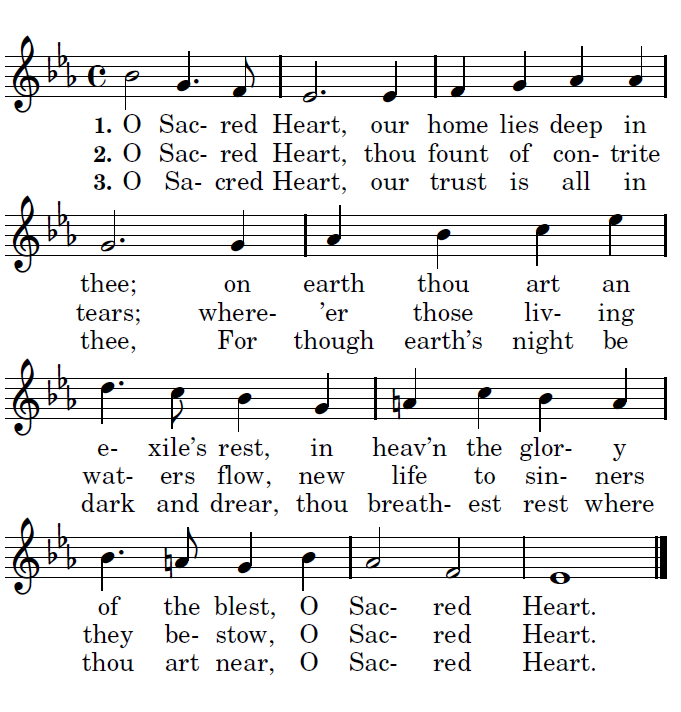 1. O Sac- red Heart, our home lies deep in
2. O Sac- red Heart, thou fount of con- trite
3. O Sa- cred Heart, our trust is all in
thee; on earth thou art an
tears; where- 'er those liv- ing
thee, For though earth's night be
e- xile's rest, in heav'n the glor- y
wat- ers flow, new life to sin- ners
dark and drear, thou breath- est rest where
of the blest, O Sac- red Heart.
they be- stow, O Sac- red Heart.
thou art near, O Sac- red Heart.